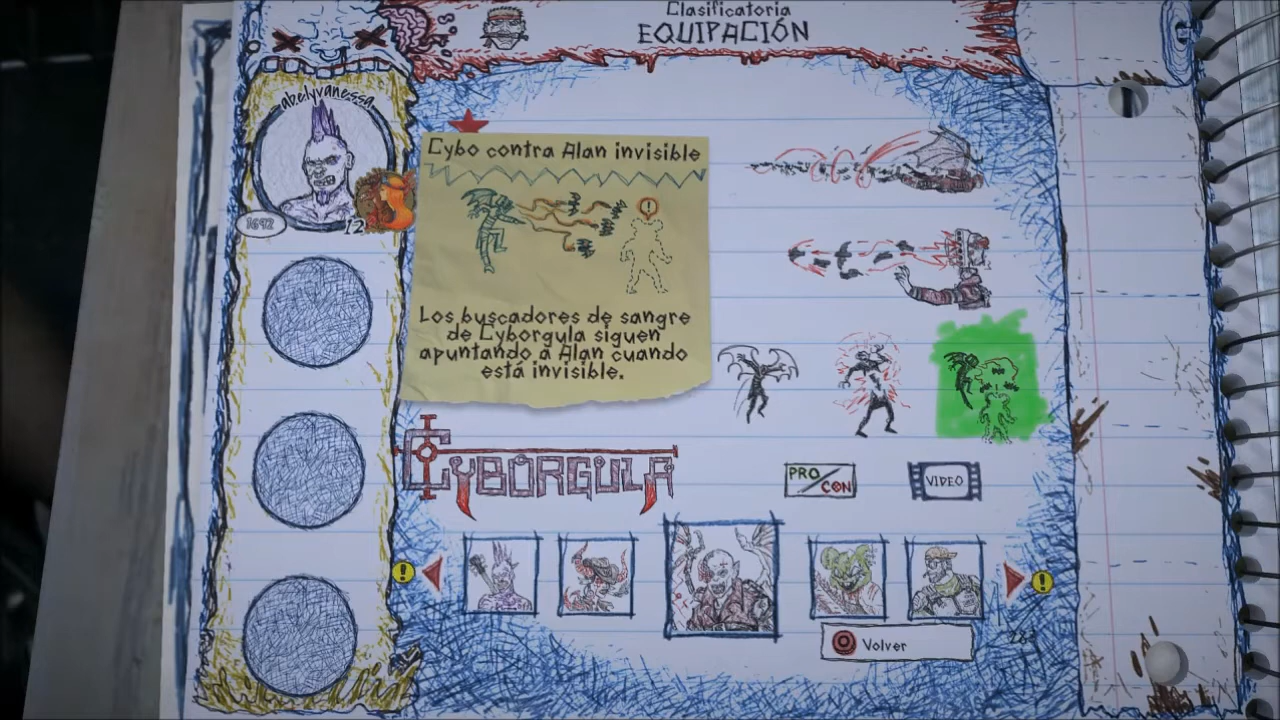 Clasificatoria
EQUIPACIÓN
abelyvanessa
1692
12
Cybo contra Alan invisible
!
Los buscadores de sangre
de Cyborgula siguen
apuntando a Alan cuando
está invisible.
CYBORGULA
PRO/CON
VIDEO
!
!
Volver